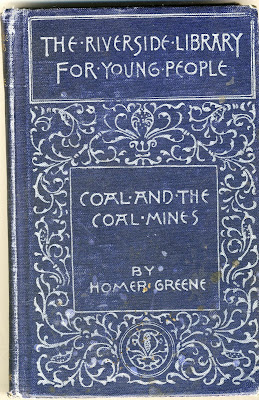 THE·RIVERSIDE·LIBRARY
FOR·YOUNG·PEOPLE
COAL·AND·THE
COAL·MINES
BY
HOMER·GREENE